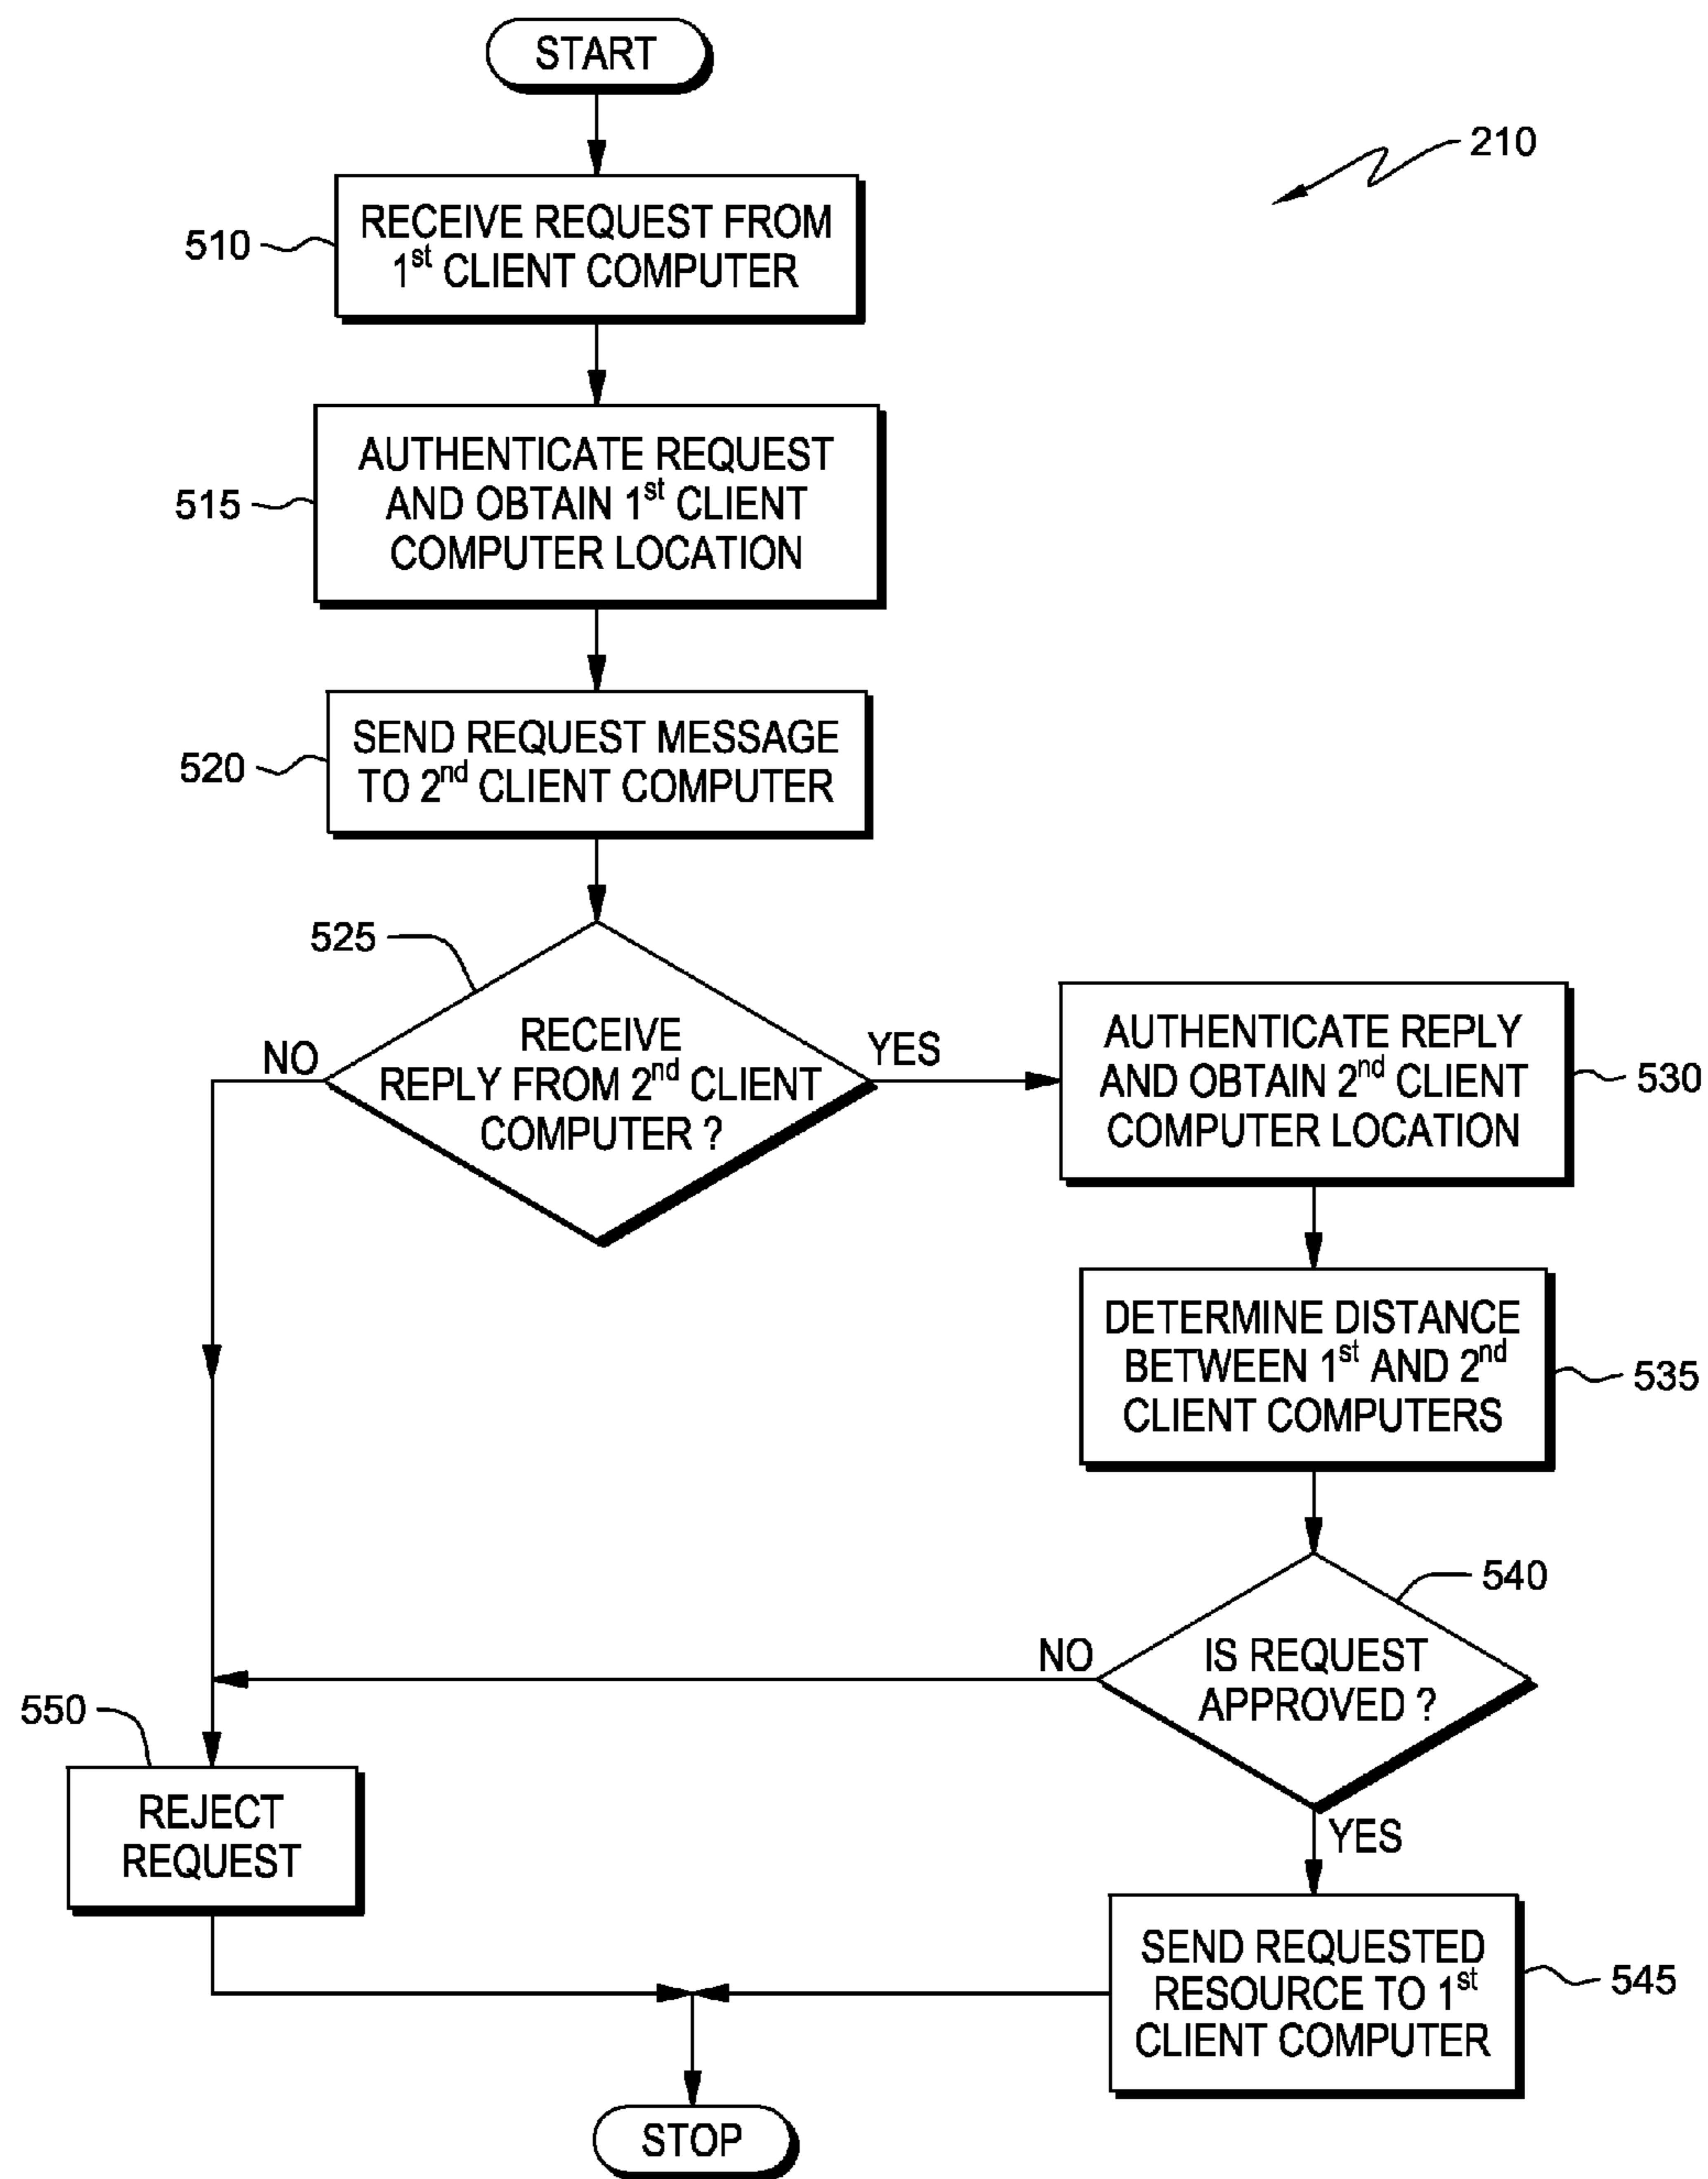 START
210
510
RECEIVE REQUEST FROM
1st CLIENT COMPUTER
515
AUTHENTICATE REQUEST
AND OBTAIN 1st CLIENT
COMPUTER LOCATION
520
SEND REQUEST MESSAGE
TO 2nd CLIENT COMPUTER
525
RECEIVE
REPLY FROM 2nd CLIENT
COMPUTER ?
NO
YES
AUTHENTICATE REPLY
AND OBTAIN 2nd CLIENT
COMPUTER LOCATION
530
DETERMINE DISTANCE
BETWEEN 1st AND 2nd
CLIENT COMPUTERS
535
540
IS REQUEST
APPROVED ?
NO
YES
550
REJECT
REQUEST
SEND REQUESTED
RESOURCE TO 1st
CLIENT COMPUTER
545
STOP